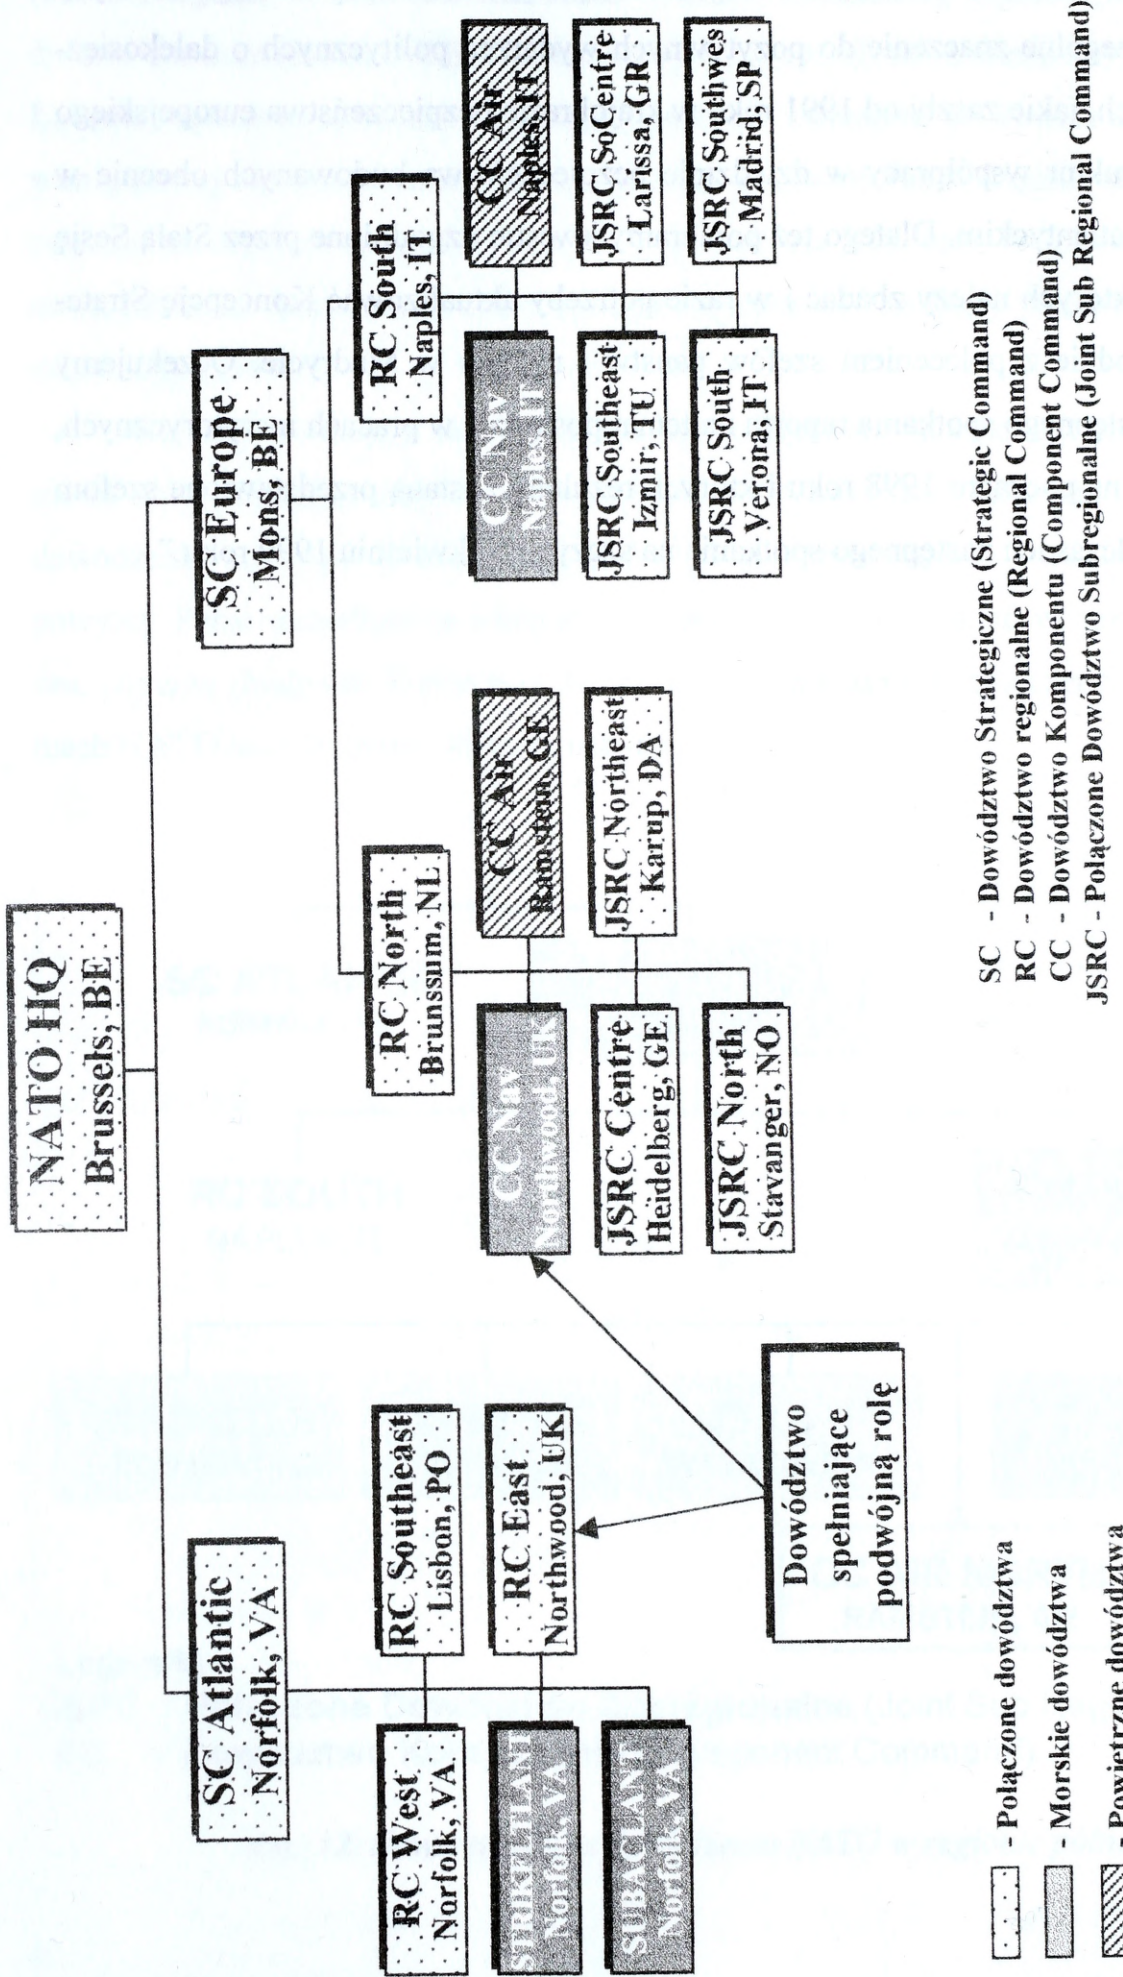 NATO HQ
Brussels, BE
SC Atlantic
Norfolk, VA
SC Europe
Mons, BE
RC West
Norfolk, VA
RC Southeast
Lisbon, PO
STRIKFLTLANT
Norfolk, VA
RC East
Northwood, UK
SUBACLANT
Norfolk, VA
Dowództwo
spełniające
podwójną rolę
RC North
Brunssum, NL
CC Nav
Northwood, UK
CC Air
Ramstein, GE
JSRC Centre
Heidelberg, GE
JSRC Northeast
Karup, DA
JSRC North
Stavanger, NO
RC South
Naples, IT
CC Nav
Naples, IT
CC Air
Naples, IT
JSRC Southeast
Izmir, TU
JSRC SouCentre
Larissa, GR
JSRC South
Verona, IT
JSRC Southwes
Madrid, SP
- Połączone dowództwa
- Morskie dowództwa
- Powietrzne dowództwa
SC - Dowództwo Strategiczne (Strategic Command)
RC - Dowództwo regionalne (Regional Command)
CC - Dowództwo Komponentu (Component Command)
JSRC - Połączone Dowództwo Subregionalne (Joint Sub Regional Command)